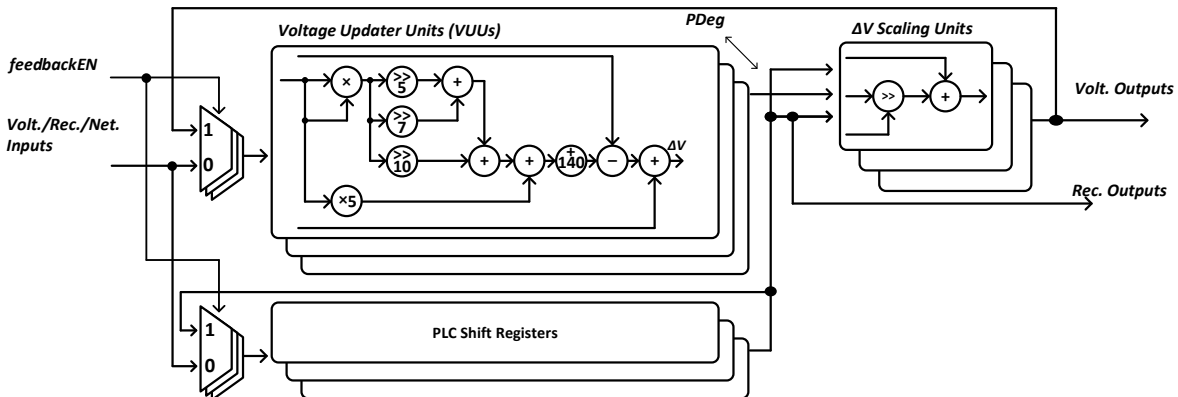 PDeg
Voltage Updater Units (VUUs)
ΔV Scaling Units
feedbackEN
Volt./Rec./Net.
Inputs
1
0
×
>>
5
+
>>
7
>>
10
+
+
+
140
−
+
ΔV
×5
>>
+
Volt. Outputs
Rec. Outputs
1
0
PLC Shift Registers